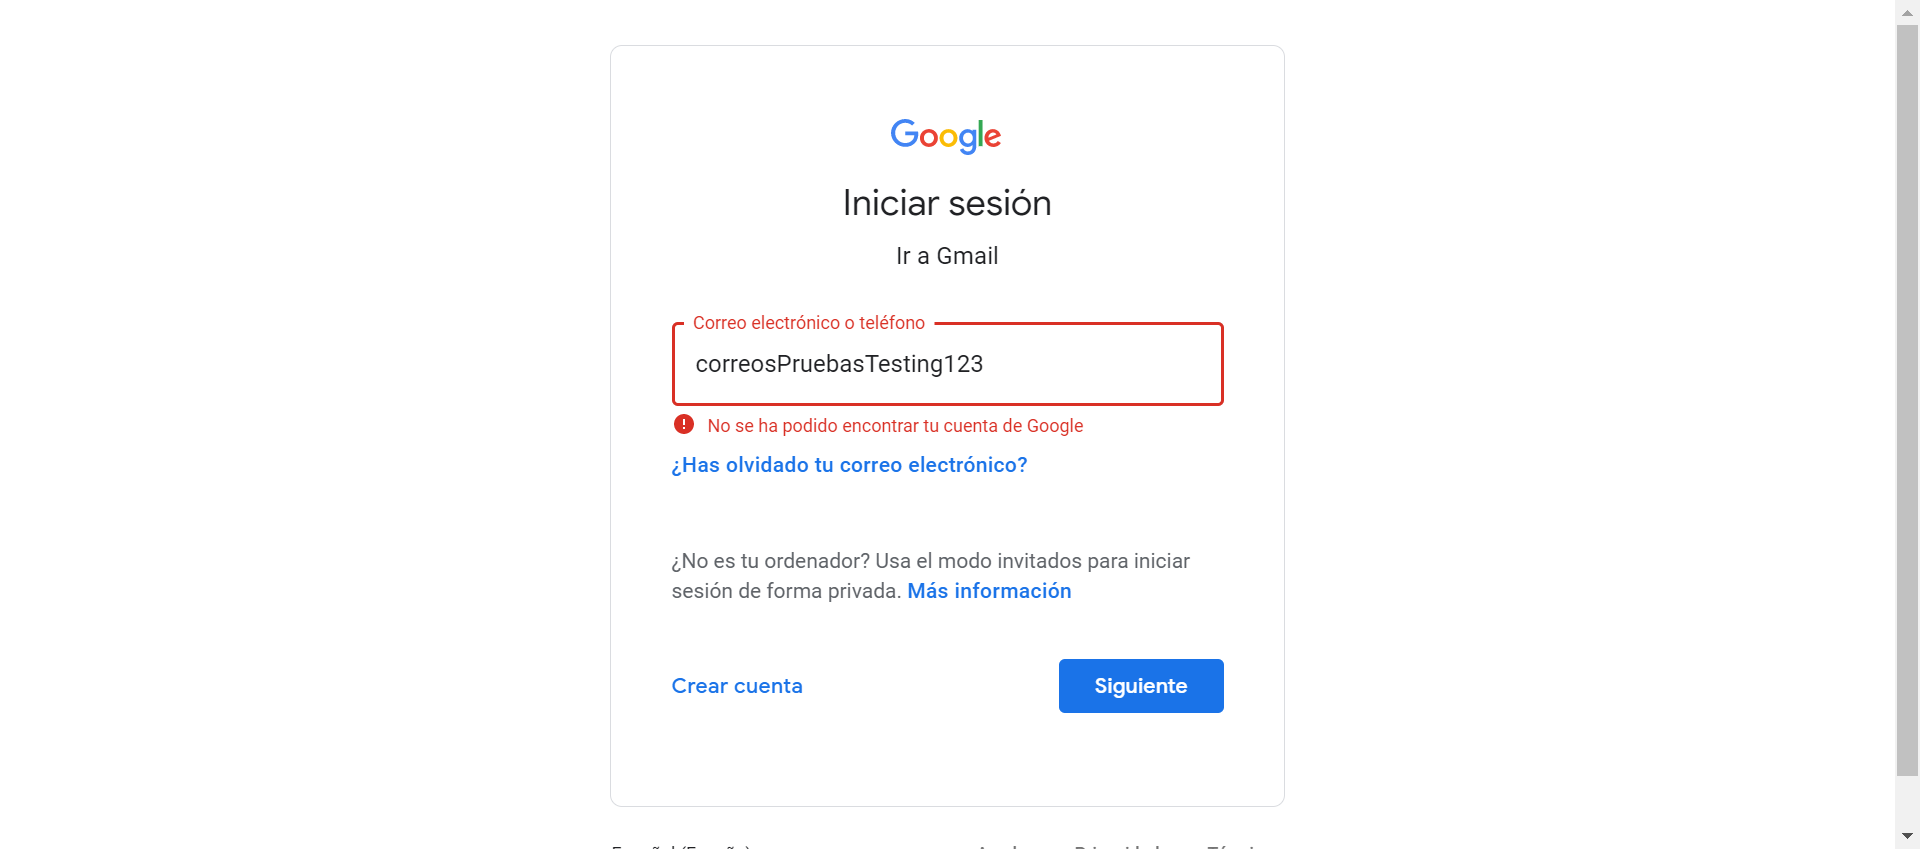 Google
Iniciar sesión
Ir a Gmail
Correo electrónico o teléfono
correosPruebasTesting123
No se ha podido encontrar tu cuenta de Google
¿Has olvidado tu correo electrónico?
¿No es tu ordenador? Usa el modo invitados para iniciar
sesión de forma privada. Más información
Crear cuenta
Siguiente